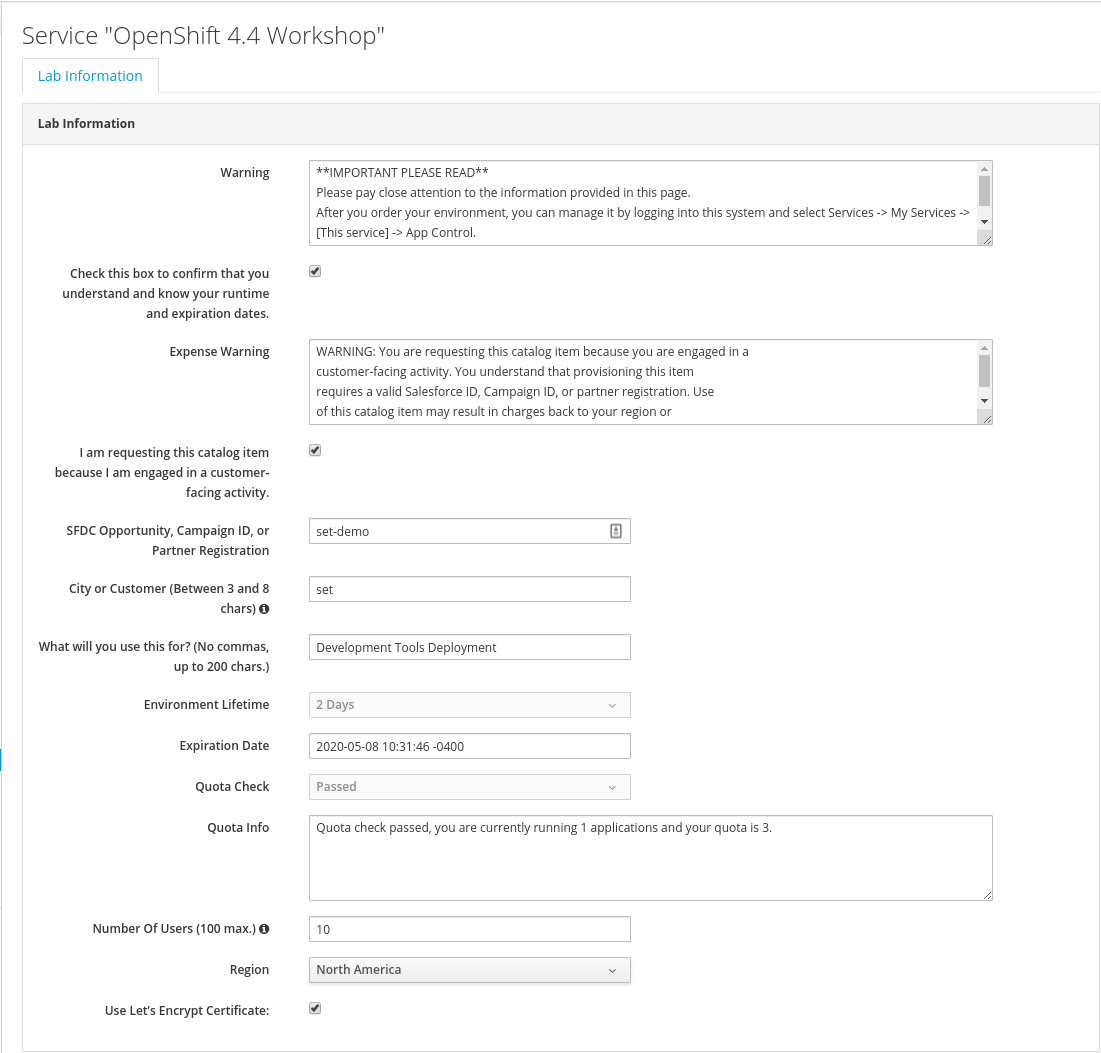 Service "OpenShift 4.4 Workshop"
Lab Information
Lab Information
Warning
**IMPORTANT PLEASE READ**
Please pay close attention to the information provided in this page.
After you order your environment, you can manage it by logging into this system and select Services -> My Services ->
[This service] -> App Control.
Check this box to confirm that you
understand and know your runtime
and expiration dates.
Expense Warning
WARNING: You are requesting this catalog item because you are engaged in a
customer-facing activity. You understand that provisioning this item
requires a valid Salesforce ID, Campaign ID, or partner registration. Use
of this catalog item may result in charges back to your region or
I am requesting this catalog item
because I am engaged in a customer-
facing activity.
SFDC Opportunity, Campaign ID, or
Partner Registration
set-demo
City or Customer (Between 3 and 8
chars)
set
What will you use this for? (No commas,
up to 200 chars.)
Development Tools Deployment
Environment Lifetime
2 Days
Expiration Date
2020-05-08 10:31:46 -0400
Quota Check
Passed
Quota Info
Quota check passed, you are currently running 1 applications and your quota is 3.
Number Of Users (100 max.)
10
Region
North America
Use Let's Encrypt Certificate: